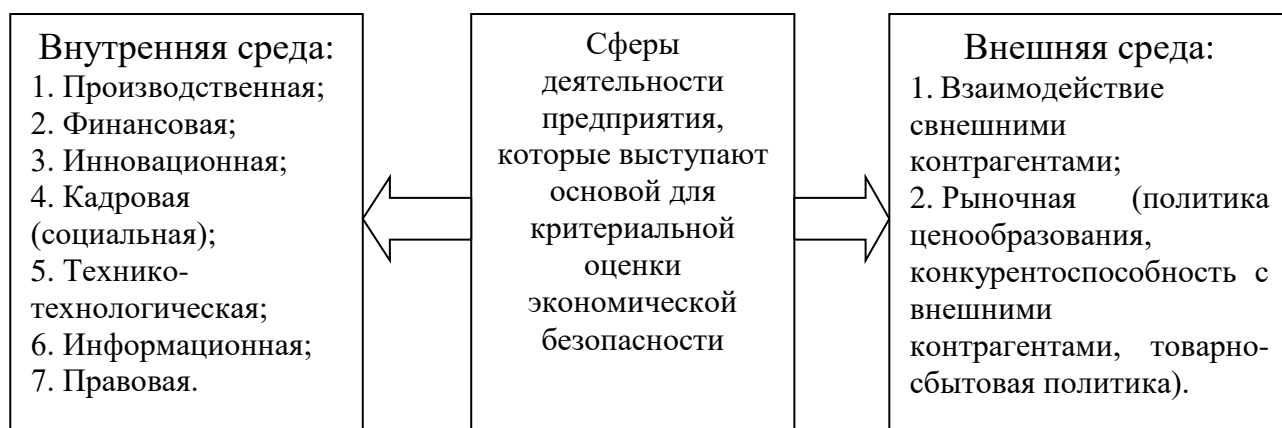 Внутренняя среда:
1. Производственная;
2. Финансовая;
3. Инновационная;
4. Кадровая
(социальная);
5. Технико-
технологическая;
6. Информационная;
7. Правовая.
Сферы
деятельности
предприятия,
которые выступают
основой для
критериальной
оценки
экономической
безопасности
Внешняя среда:
1. Взаимодействие
свнешними
контрагентами;
2. Рыночная (политика
ценообразования,
конкурентоспособность с
внешними
контрагентами, товарно-
сбытовая политика).